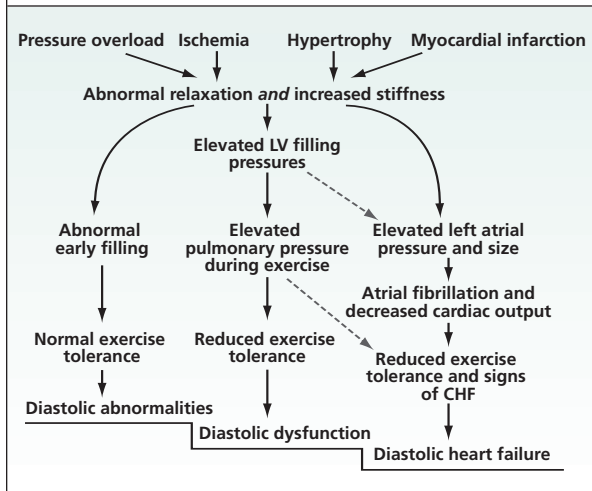 Pressure overload Ischemia Hypertrophy Myocardial infarction
Abnormal relaxation and increased stiffness
Elevated LV filling
pressures
Abnormal
early filling
Elevated
pulmonary pressure
during exercise
Elevated left atrial
pressure and size
Atrial fibrillation and
decreased cardiac output
Normal exercise
tolerance
Reduced exercise
tolerance
Reduced exercise
tolerance and signs
of CHF
Diastolic abnormalities
Diastolic dysfunction
Diastolic heart failure